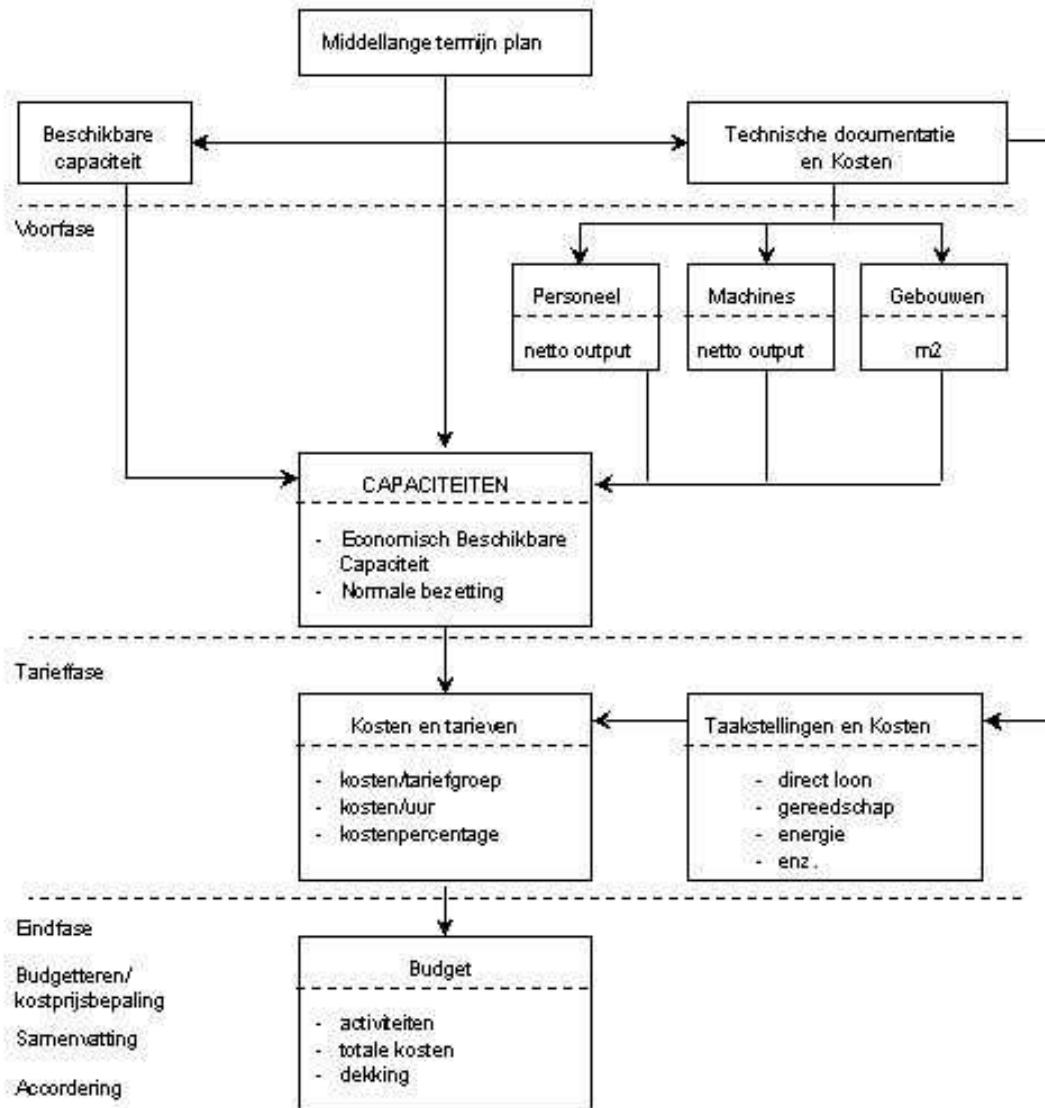 Middellange termijn plan
Beschikbare
capaciteit
Technische documentatie
en Kosten
Voorfase
Personeel
netto output
Machines
netto output
Gebouwen
m2
CAPACITEITEN
- Economisch Beschikbare
Capaciteit
- Normale bezetting
Tarieffase
Kosten en tarieven
- kosten/tariefgroep
- kosten/uur
- kostenpercentage
Taakstellingen en Kosten
- direct loon
- gereedschap
- energie
- enz.
Eindfase
Budgetteren/
kostprijsbepaling
Samenvatting
Accordering
Budget
- activiteiten
- totale kosten
- dekking